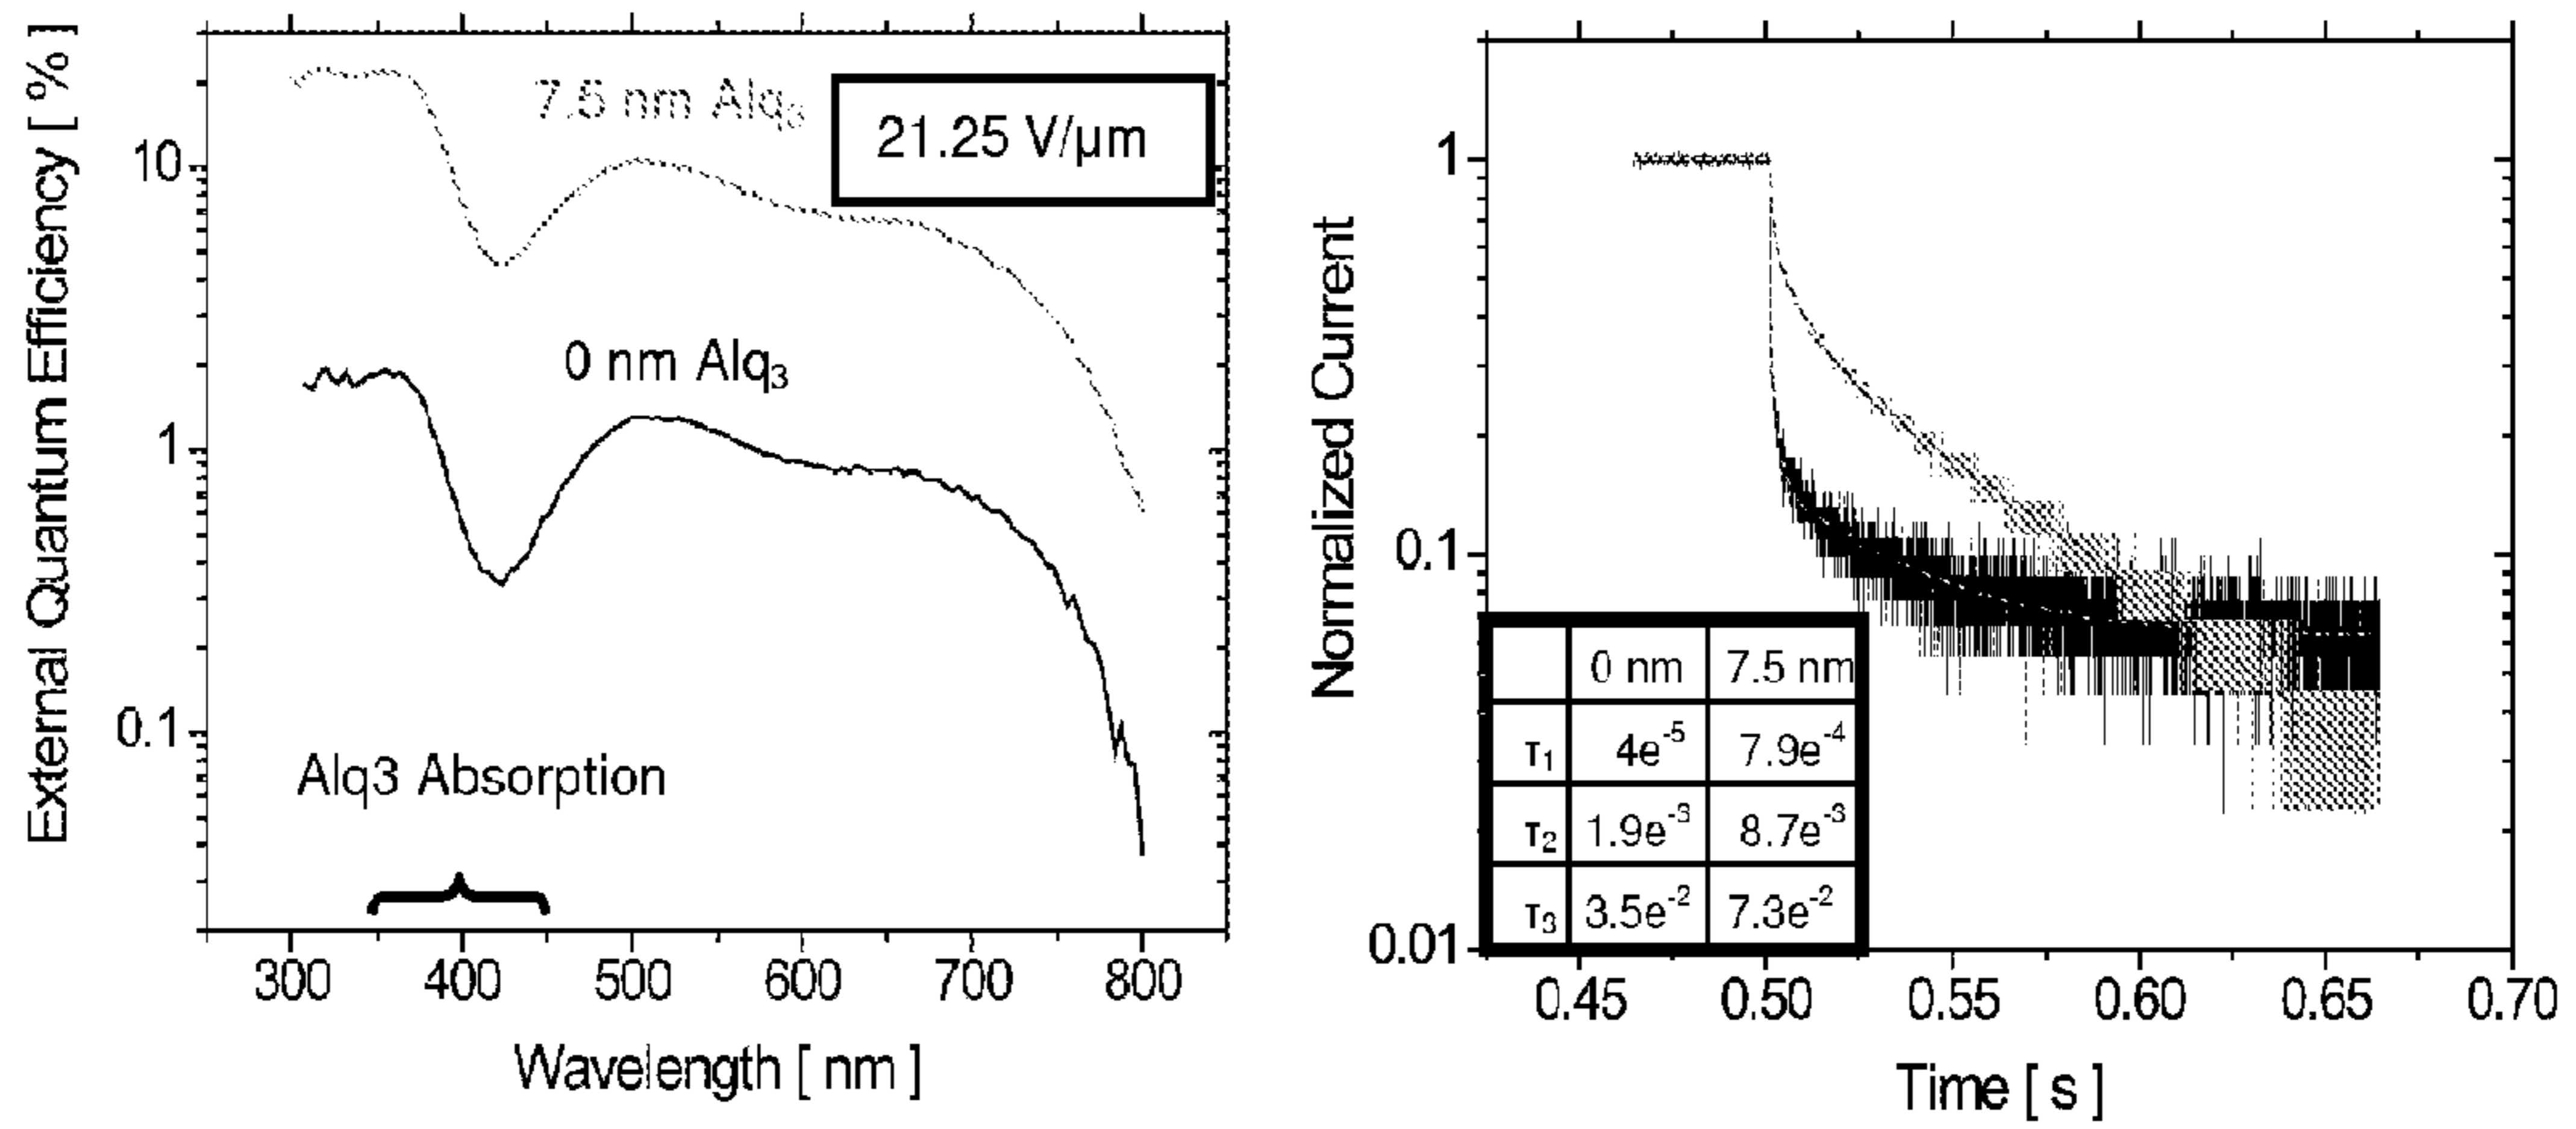 External Quantum Efficiency [ % ]
10
1
0.1
7.5 nm Alq₃
21.25 V/µm
0 nm Alq₃
Alq3 Absorption
300 400 500 600 700 800
Wavelength [ nm ]
Normalized Current
1
0.1
0.01
0 nm 7.5 nm
τ₁ 4e⁻⁵ 7.9e⁻⁴
τ₂ 1.9e⁻³ 8.7e⁻³
τ₃ 3.5e⁻² 7.3e⁻²
0.45 0.50 0.55 0.60 0.65 0.70
Time [ s ]